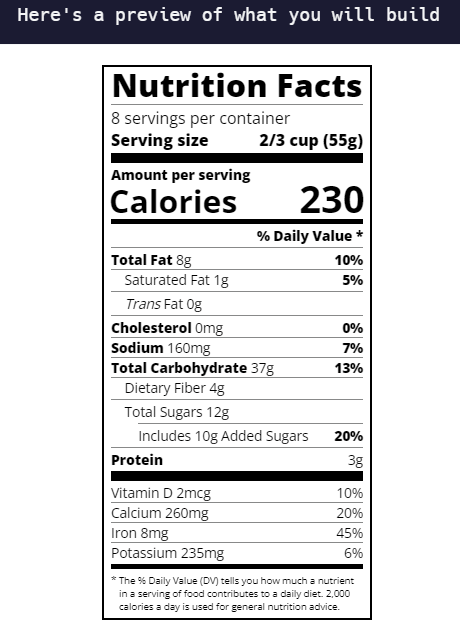 Here's a preview of what you will build
Nutrition Facts
8 servings per container
Serving size 2/3 cup (55g)
Amount per serving
Calories 230
% Daily Value *
Total Fat 8g 10%
Saturated Fat 1g 5%
Trans Fat 0g
Cholesterol 0mg 0%
Sodium 160mg 7%
Total Carbohydrate 37g 13%
Dietary Fiber 4g
Total Sugars 12g
Includes 10g Added Sugars 20%
Protein 3g
Vitamin D 2mcg 10%
Calcium 260mg 20%
Iron 8mg 45%
Potassium 235mg 6%
* The % Daily Value (DV) tells you how much a nutrient
in a serving of food contributes to a daily diet. 2,000
calories a day is used for general nutrition advice.